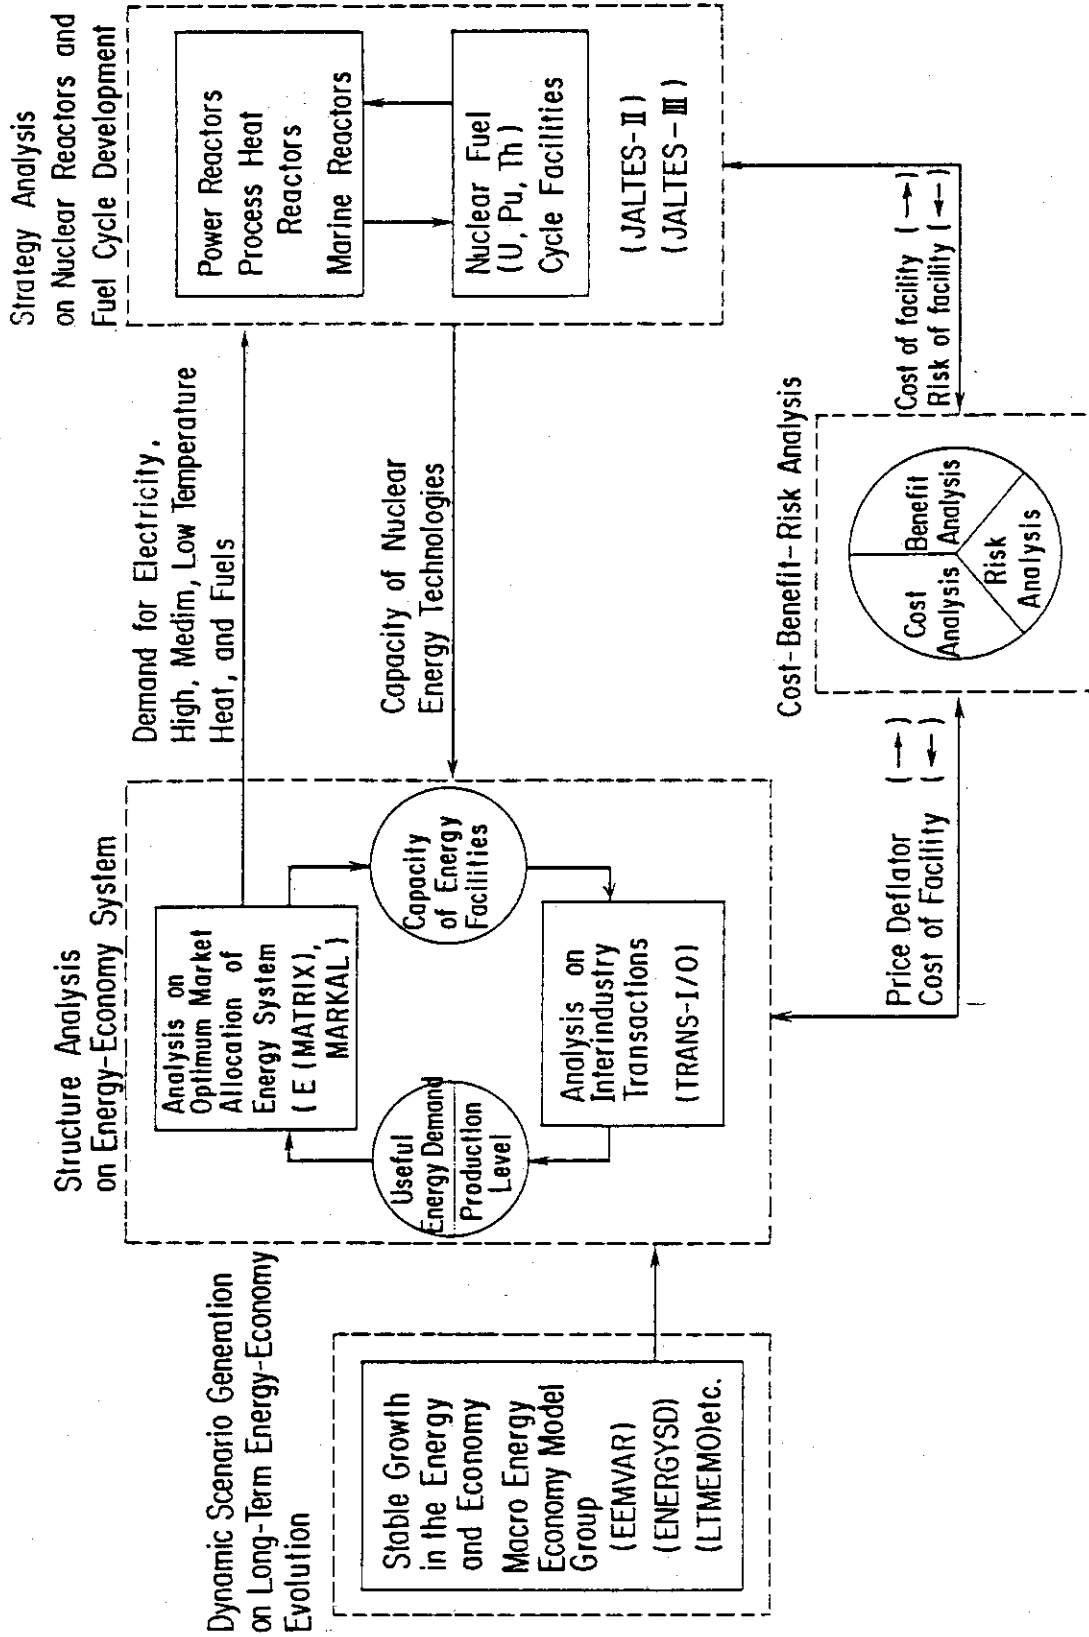 Dynamic Scenario Generation
on Long-Term Energy-Economy
Evolution
Stable Growth
in the Energy
and Economy
Macro Energy
Economy Model
Group
(EEMVAR)
(ENERGYSD)
(LTMEMO)etc.
Structure Analysis
on Energy-Economy System
Analysis on
Optimum Market
Allocation of
Energy System
(E(MATRIX),
MARKAL)
Useful
Energy Demand
Production
Level
Capacity
of Energy
Facilities
Analysis on
Interindustry
Transactions
(TRANS-I/O)
Demand for Electricity,
High, Medim, Low Temperature
Heat, and Fuels
Capacity of Nuclear
Energy Technologies
Strategy Analysis
on Nuclear Reactors and
Fuel Cycle Development
Power Reactors
Process Heat
Reactors
Marine Reactors
Nuclear Fuel
(U, Pu, Th)
Cycle Facilities
(JALTES-II)
(JALTES-III)
Price Deflator (→)
Cost of Facility (←)
Cost-Benefit-Risk Analysis
Cost
Analysis
Benefit
Analysis
Risk
Analysis
Cost of facility (→)
Risk of facility (←)